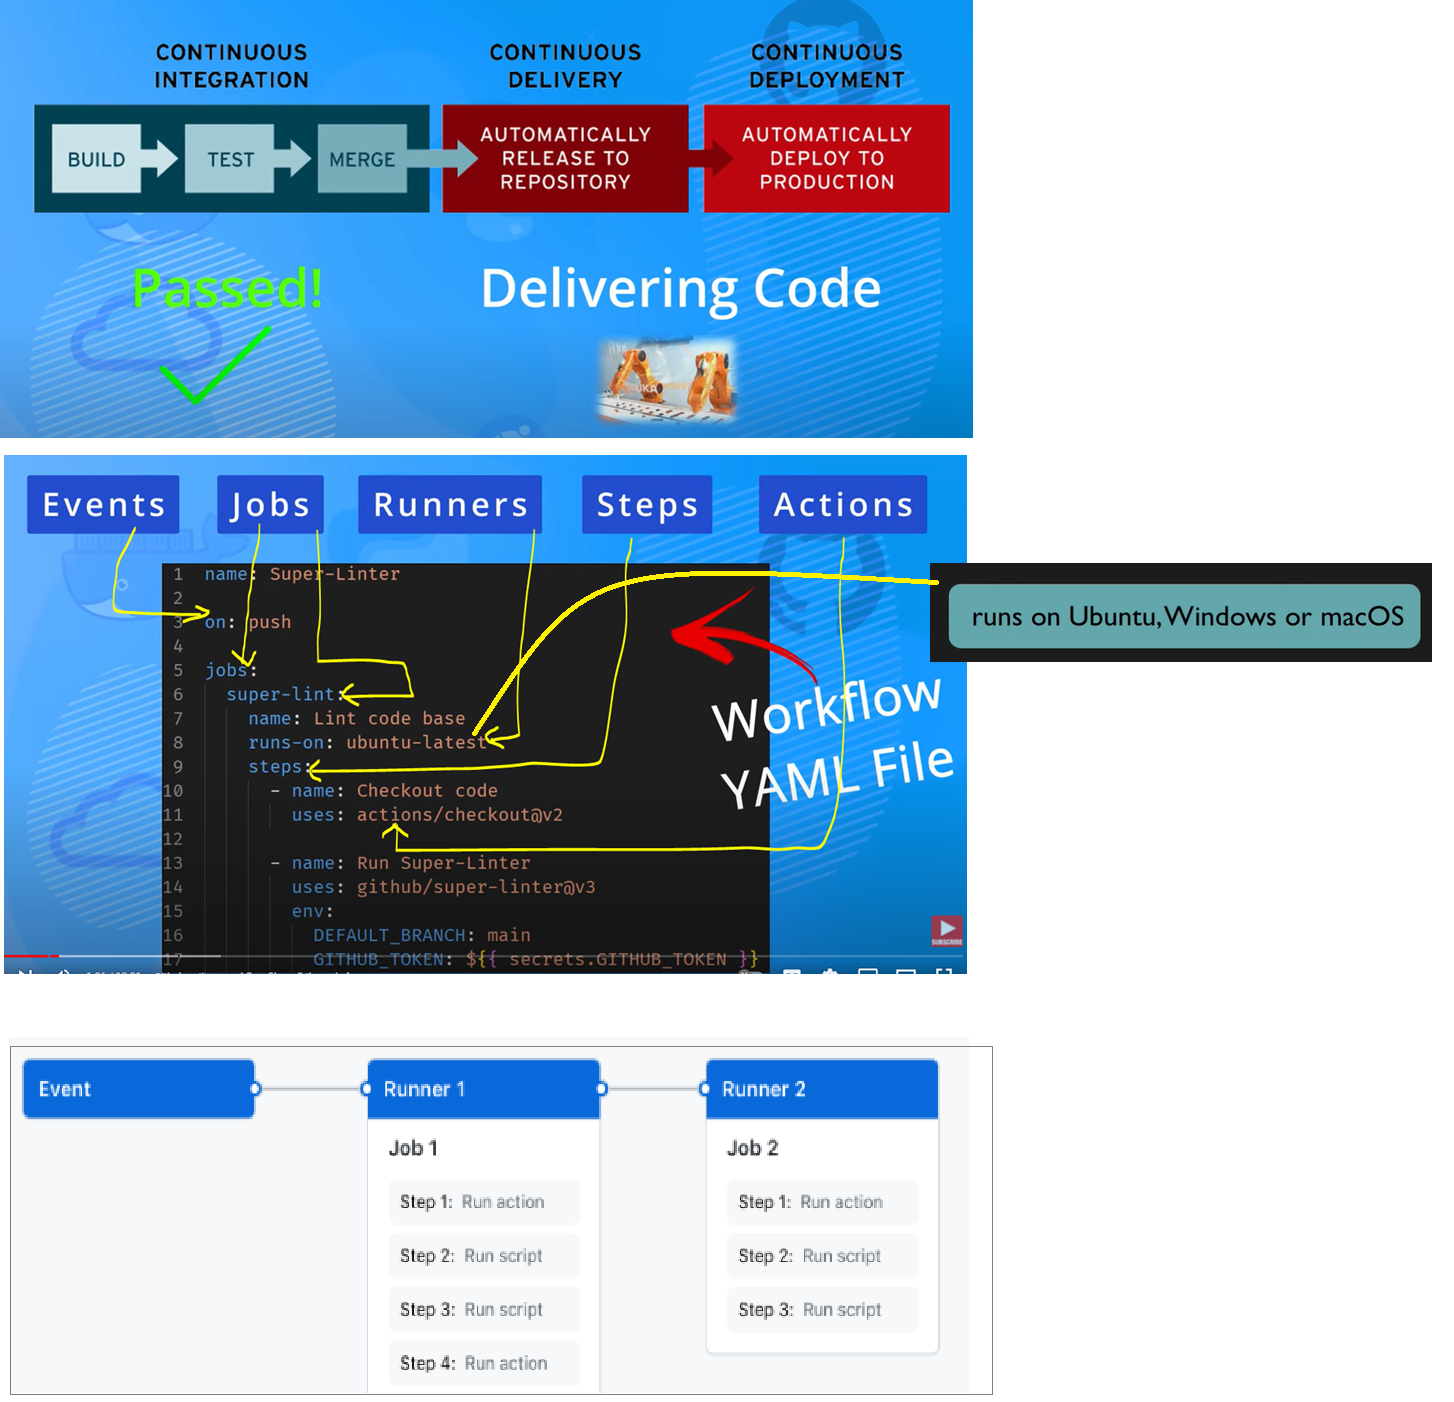 CONTINUOUS
INTEGRATION
CONTINUOUS
DELIVERY
CONTINUOUS
DEPLOYMENT
BUILD
TEST
MERGE
AUTOMATICALLY
RELEASE TO
REPOSITORY
AUTOMATICALLY
DEPLOY TO
PRODUCTION
Passed!
Delivering Code
Events
Jobs
Runners
Steps
Actions
1 name: Super-Linter
2
3 on: push
4
5 jobs:
6 super-lint:
7 name: Lint code base
8 runs-on: ubuntu-latest
9 steps:
10 - name: Checkout code
11 uses: actions/checkout@v2
12
13 - name: Run Super-Linter
14 uses: github/super-linter@v3
15 env:
16 DEFAULT_BRANCH: main
17 GITHUB_TOKEN: ${{ secrets.GITHUB_TOKEN }}
runs on Ubuntu, Windows or macOS
Workflow
YAML File
SUBSCRIBE
Event
Runner 1
Job 1
Step 1: Run action
Step 2: Run script
Step 3: Run script
Step 4: Run action
Runner 2
Job 2
Step 1: Run action
Step 2: Run script
Step 3: Run script